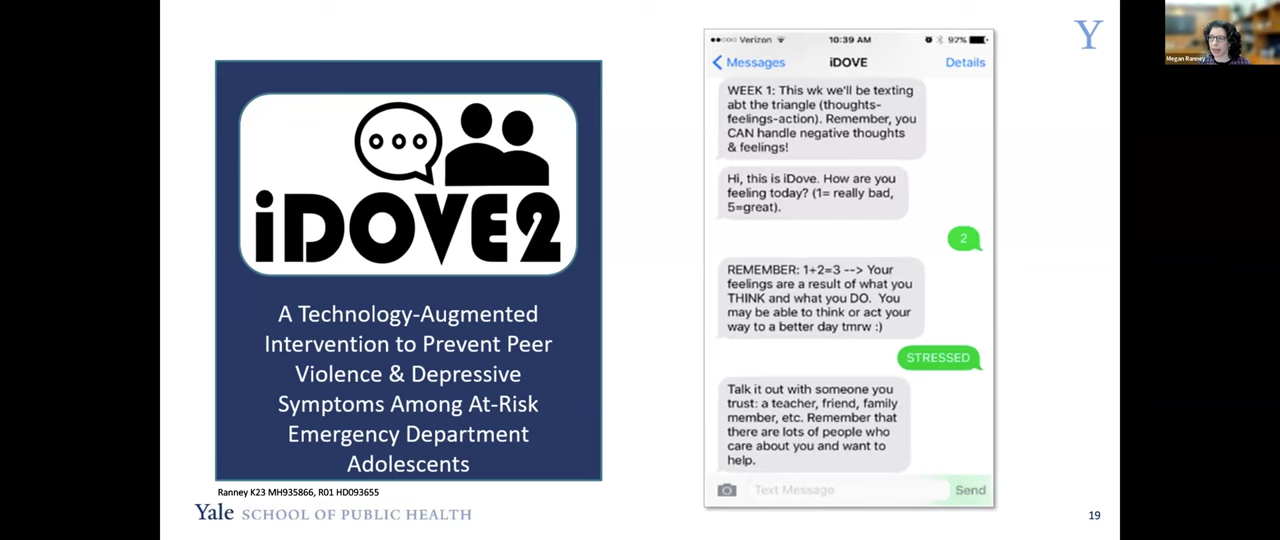 iDOVE2
A Technology-Augmented
Intervention to Prevent Peer
Violence & Depressive
Symptoms Among At-Risk
Emergency Department
Adolescents
Ranney K23 MH935866, R01 HD093655
Yale SCHOOL OF PUBLIC HEALTH
Verizon 10:39 AM 92%
Messages iDOVE Details
WEEK 1: This wk we'll be texting
abt the triangle (thoughts-
feelings-action). Remember, you
CAN handle negative thoughts
& feelings!
Hi, this is iDove. How are you
feeling today? (1= really bad,
5=great).
2
REMEMBER: 1+2=3 --> Your
feelings are a result of what you
THINK and what you DO. You
may be able to think or act your
way to a better day tmrw :)
STRESSED
Talk it out with someone you
trust: a teacher, friend, family
member, etc. Remember that
there are lots of people who
care about you and want to
help.
Text Message Send
Y
19
Megan Ranney